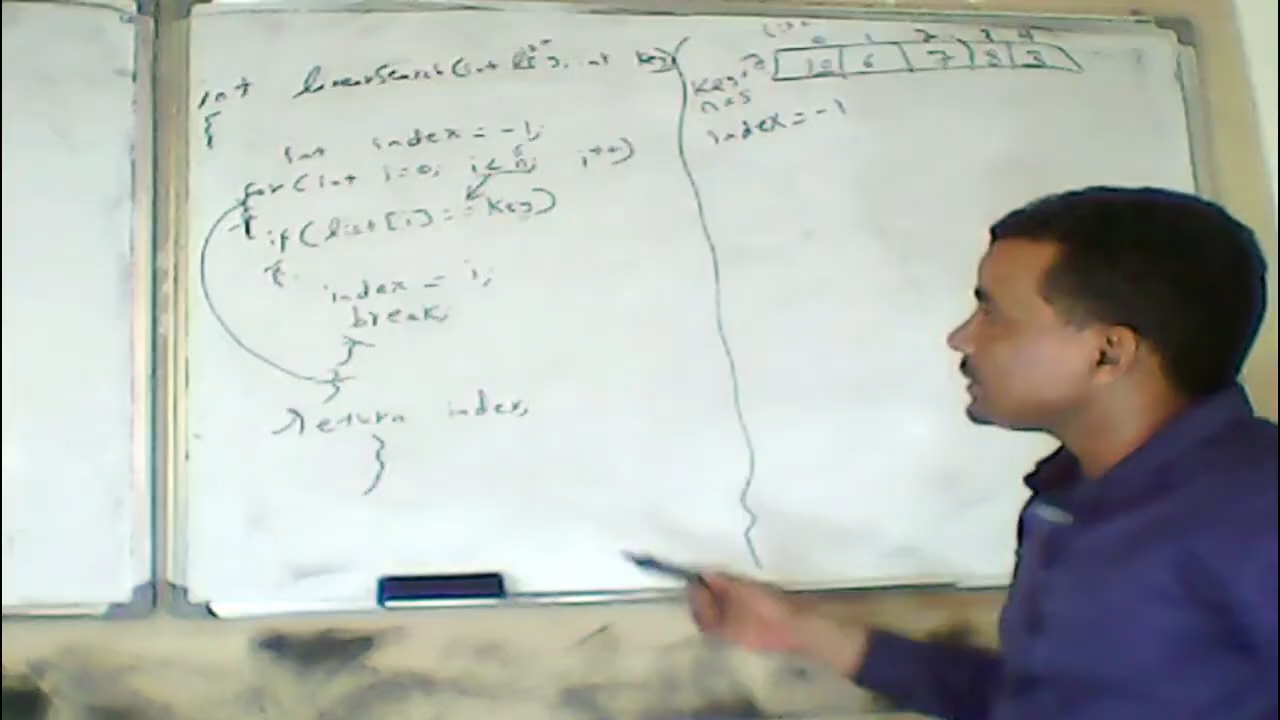 int linearSearch(int list[], int key)
{
int index = -1;
for(int i=0; i<n; i++)
{
if(list[i]==key)
{
index = i;
break;
}
}
return index;
}
0 1 2 3 4
10 6 7 8 3
key=7
n=5
index=-1